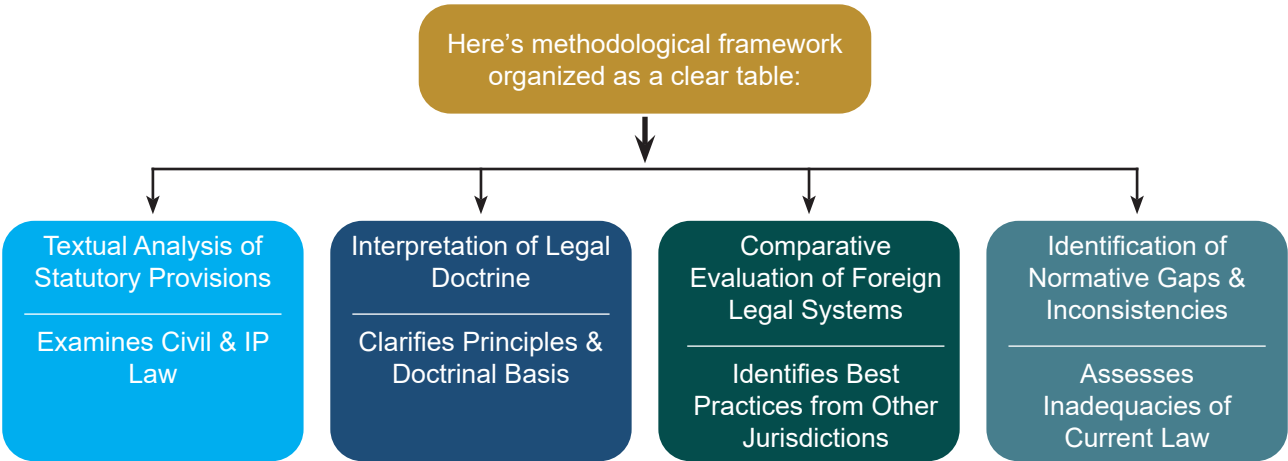 Here’s methodological framework
organized as a clear table:
Textual Analysis of
Statutory Provisions
Examines Civil & IP
Law
Interpretation of Legal
Doctrine
Clarifies Principles &
Doctrinal Basis
Comparative
Evaluation of Foreign
Legal Systems
Identifies Best
Practices from Other
Jurisdictions
Identification of
Normative Gaps &
Inconsistencies
Assesses
Inadequacies of
Current Law